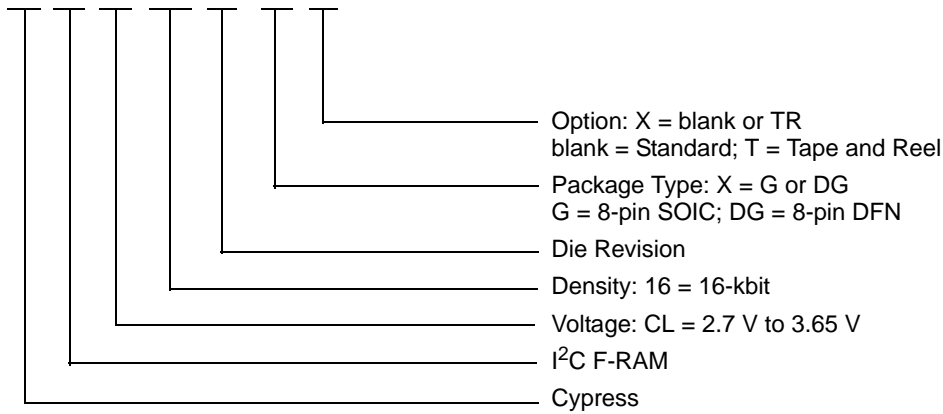 Option: X = blank or TR
blank = Standard; T = Tape and Reel
Package Type: X = G or DG
G = 8-pin SOIC; DG = 8-pin DFN
Die Revision
Density: 16 = 16-kbit
Voltage: CL = 2.7 V to 3.65 V
I²C F-RAM
Cypress